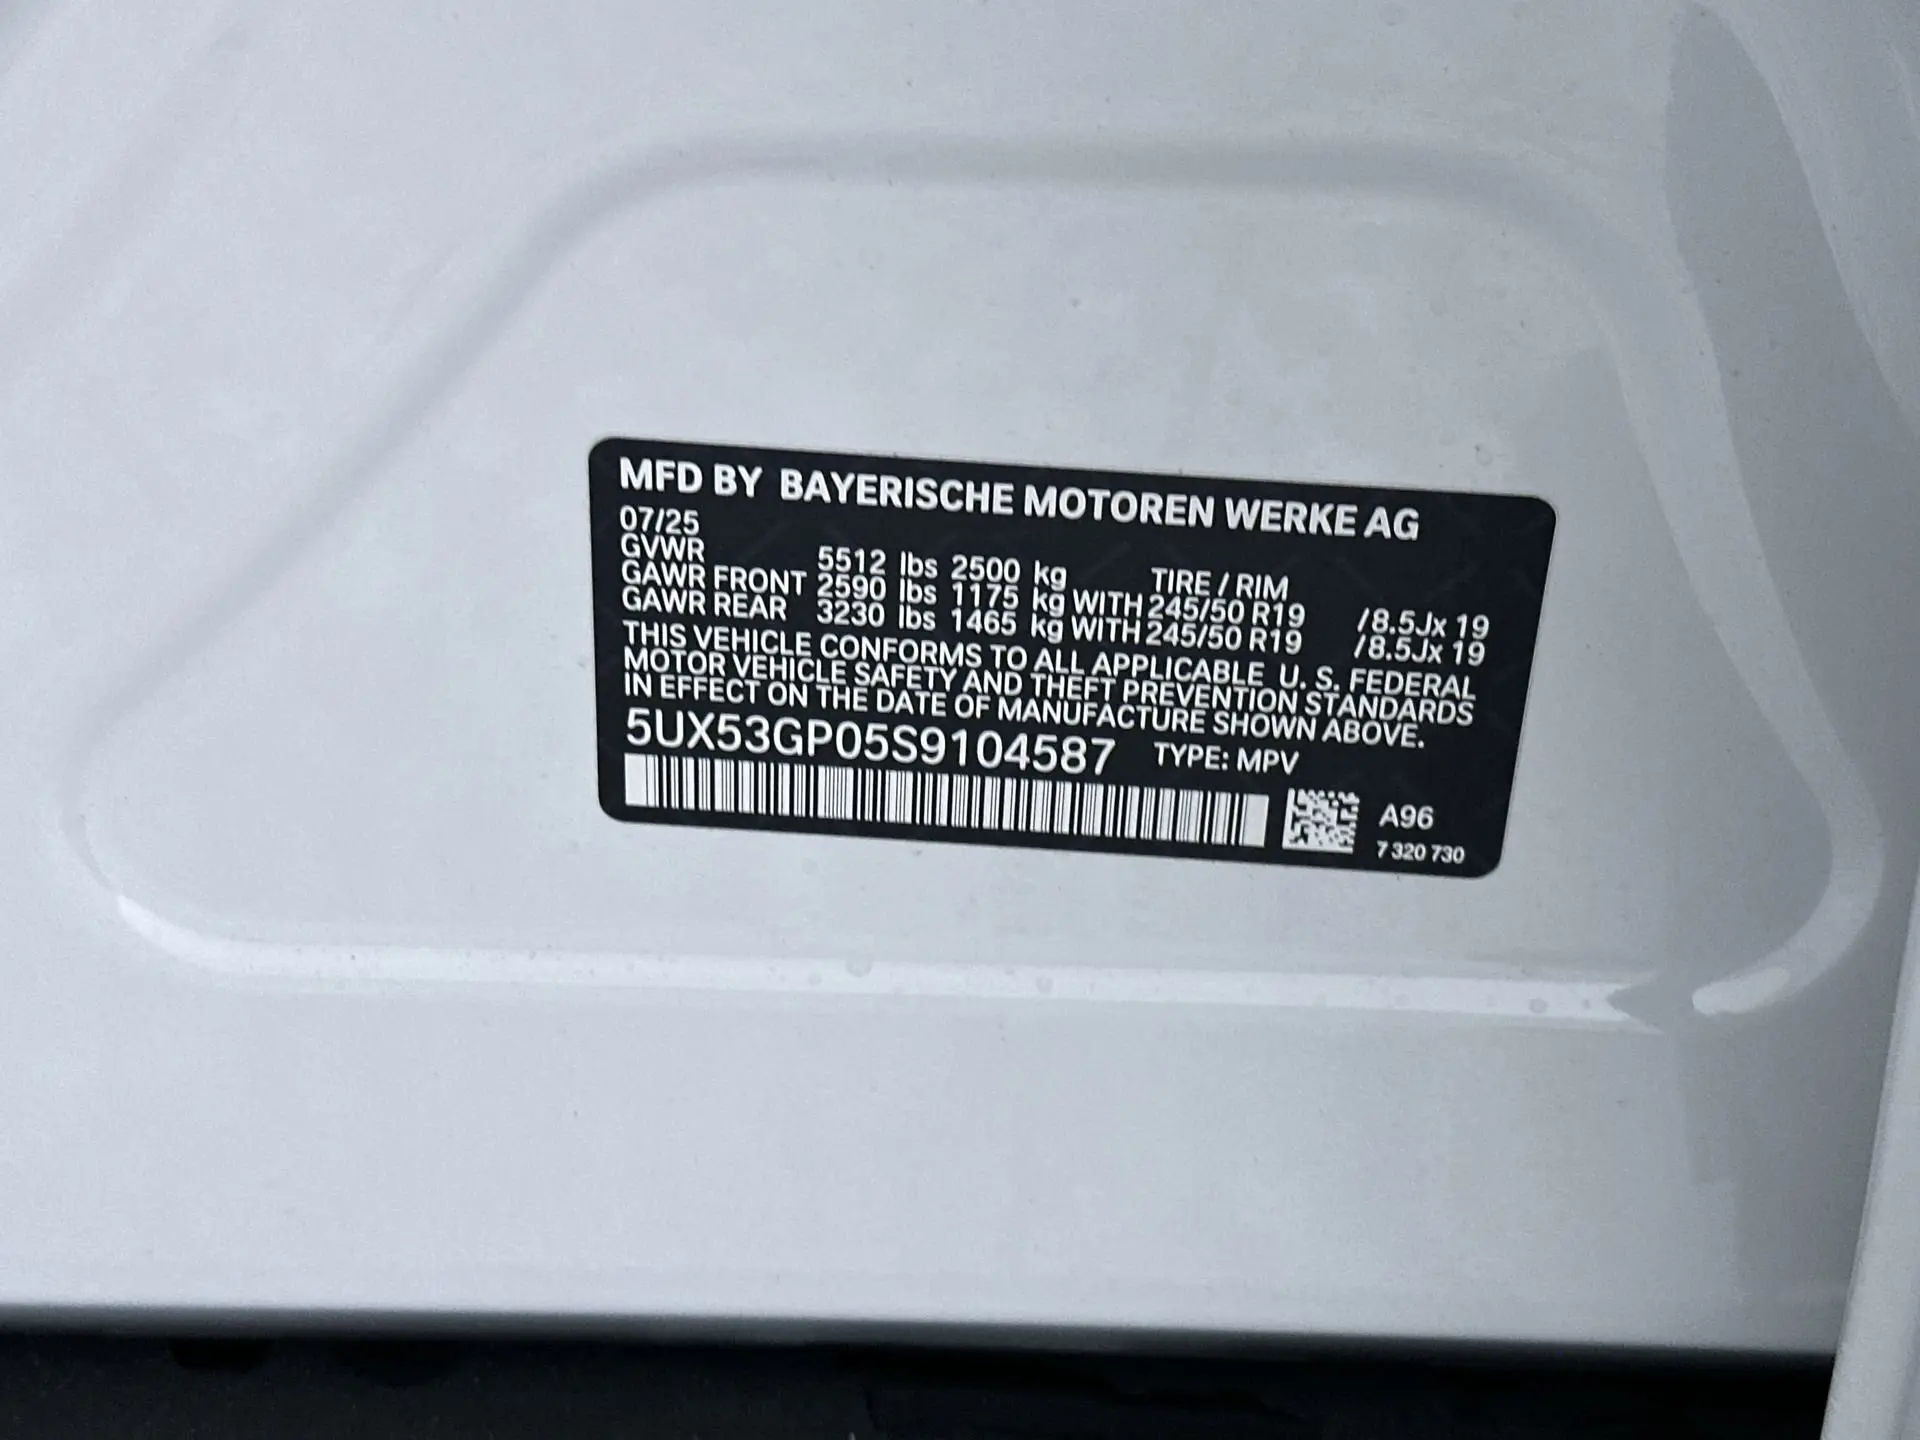 MFD BY BAYERISCHE MOTOREN WERKE AG
07/25
GVWR 5512 lbs 2500 kg TIRE / RIM
GAWR FRONT 2590 lbs 1175 kg WITH 245/50 R19 /8.5Jx 19
GAWR REAR 3230 lbs 1465 kg WITH 245/50 R19 /8.5Jx 19
THIS VEHICLE CONFORMS TO ALL APPLICABLE U. S. FEDERAL
MOTOR VEHICLE SAFETY AND THEFT PREVENTION STANDARDS
IN EFFECT ON THE DATE OF MANUFACTURE SHOWN ABOVE.
5UX53GP05S9104587 TYPE: MPV
A96
7 320 730